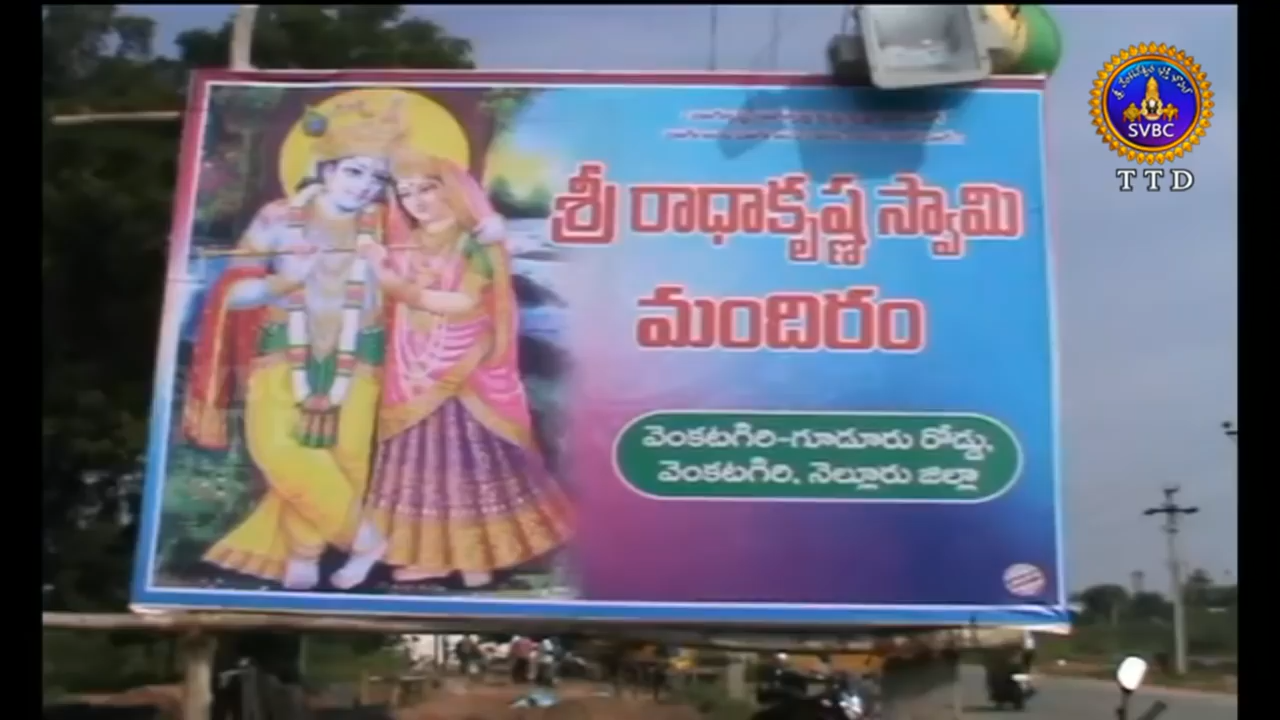 శ్రీ రాధాకృష్ణ స్వామి
మందిరం
వెంకటగిరి-గూడూరు రోడ్డు,
వెంకటగిరి. నెల్లూరు జిల్లా
SVBC
TTD